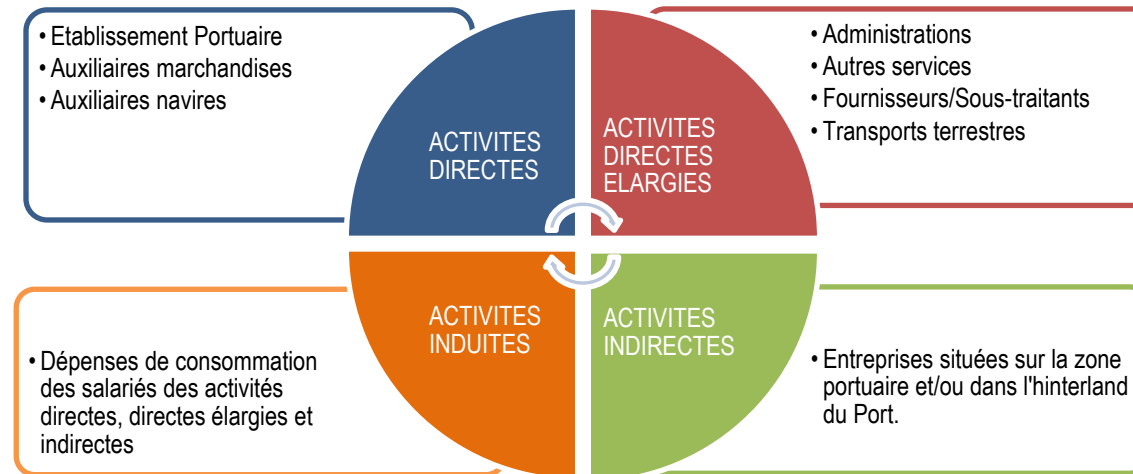 • Etablissement Portuaire
• Auxiliaires marchandises
• Auxiliaires navires
ACTIVITES
DIRECTES
ACTIVITES
DIRECTES
ELARGIES
• Administrations
• Autres services
• Fournisseurs/Sous-traitants
• Transports terrestres
• Dépenses de consommation
des salariés des activités
directes, directes élargies et
indirectes
ACTIVITES
INDUITES
ACTIVITES
INDIRECTES
• Entreprises situées sur la zone
portuaire et/ou dans l'hinterland
du Port.